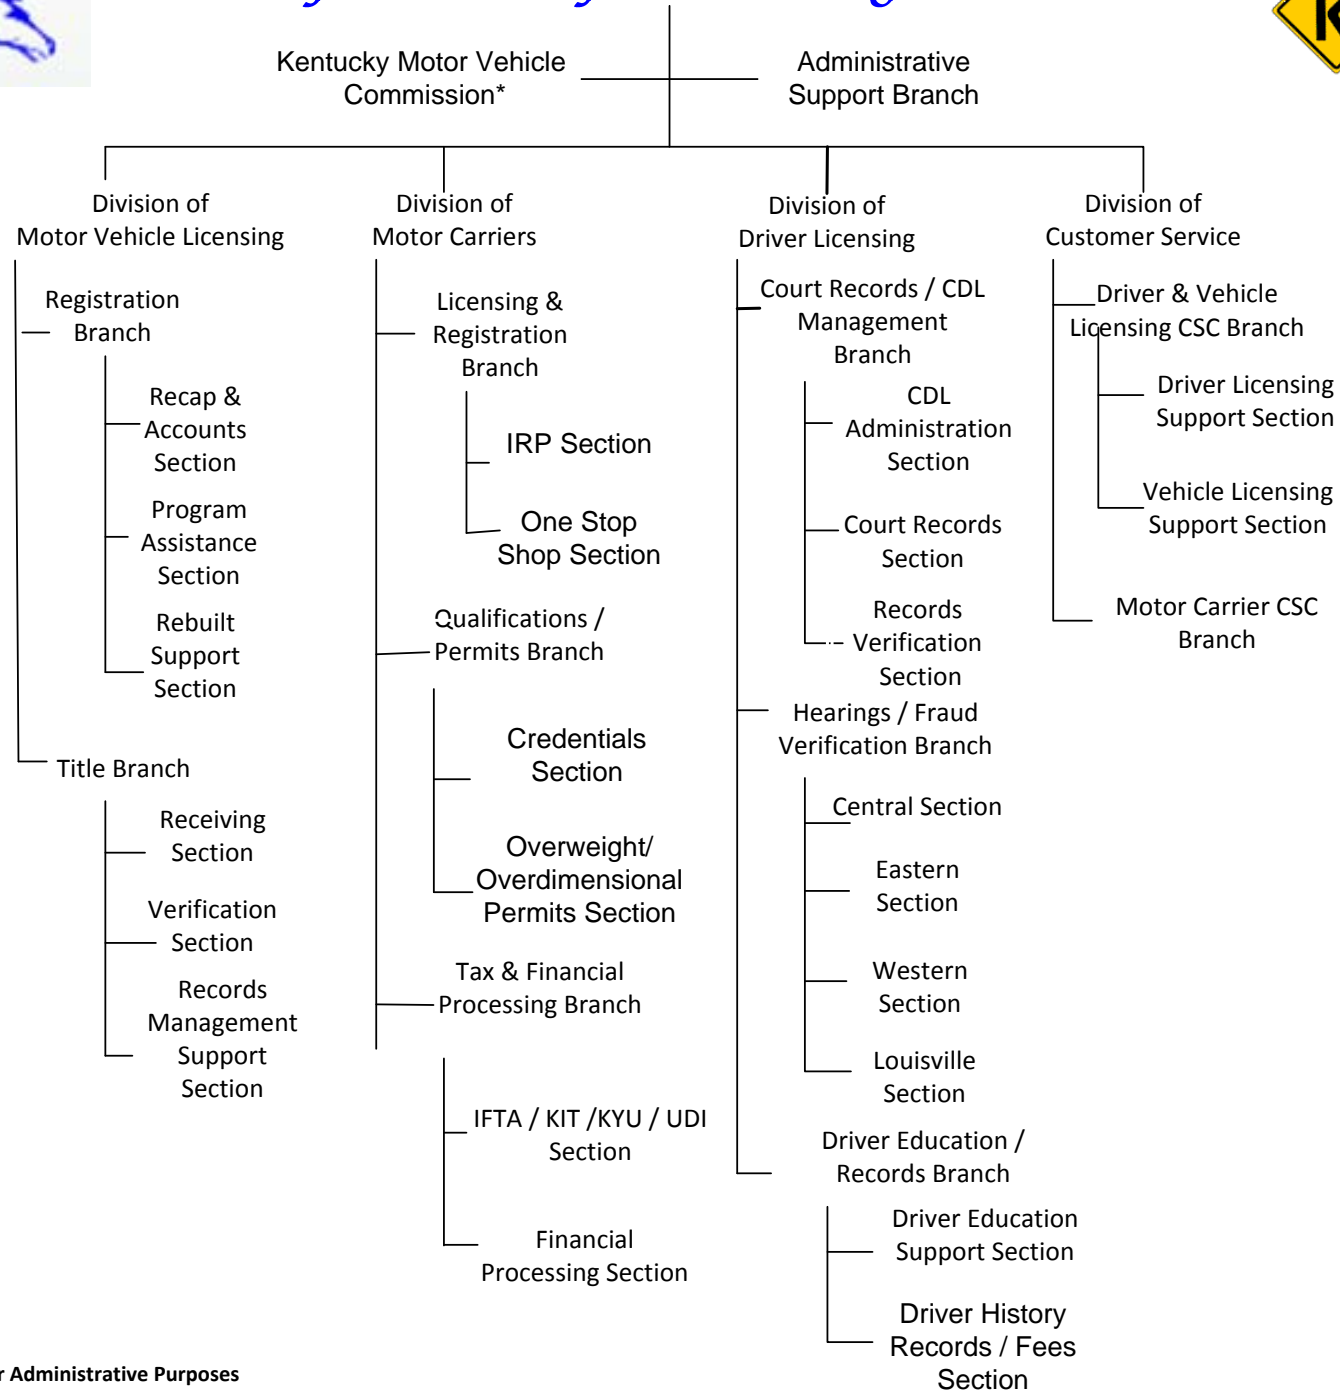 Kentucky Motor Vehicle
Commission*
Administrative
Support Branch
Division of
Motor Vehicle Licensing
Registration
Branch
Recap &
Accounts
Section
Program
Assistance
Section
Rebuilt
Support
Section
Title Branch
Receiving
Section
Verification
Section
Records
Management
Support
Section
Division of
Motor Carriers
Licensing &
Registration
Branch
IRP Section
One Stop
Shop Section
Qualifications /
Permits Branch
Credentials
Section
Overweight/
Overdimensional
Permits Section
Tax & Financial
Processing Branch
IFTA / KIT /KYU / UDI
Section
Financial
Processing Section
Division of
Driver Licensing
Court Records / CDL
Management
Branch
CDL
Administration
Section
Court Records
Section
Records
Verification
Section
Hearings / Fraud
Verification Branch
Central Section
Eastern
Section
Western
Section
Louisville
Section
Driver Education /
Records Branch
Driver Education
Support Section
Driver History
Records / Fees
Section
Division of
Customer Service
Driver & Vehicle
Licensing CSC Branch
Driver Licensing
Support Section
Vehicle Licensing
Support Section
Motor Carrier CSC
Branch
r Administrative Purposes